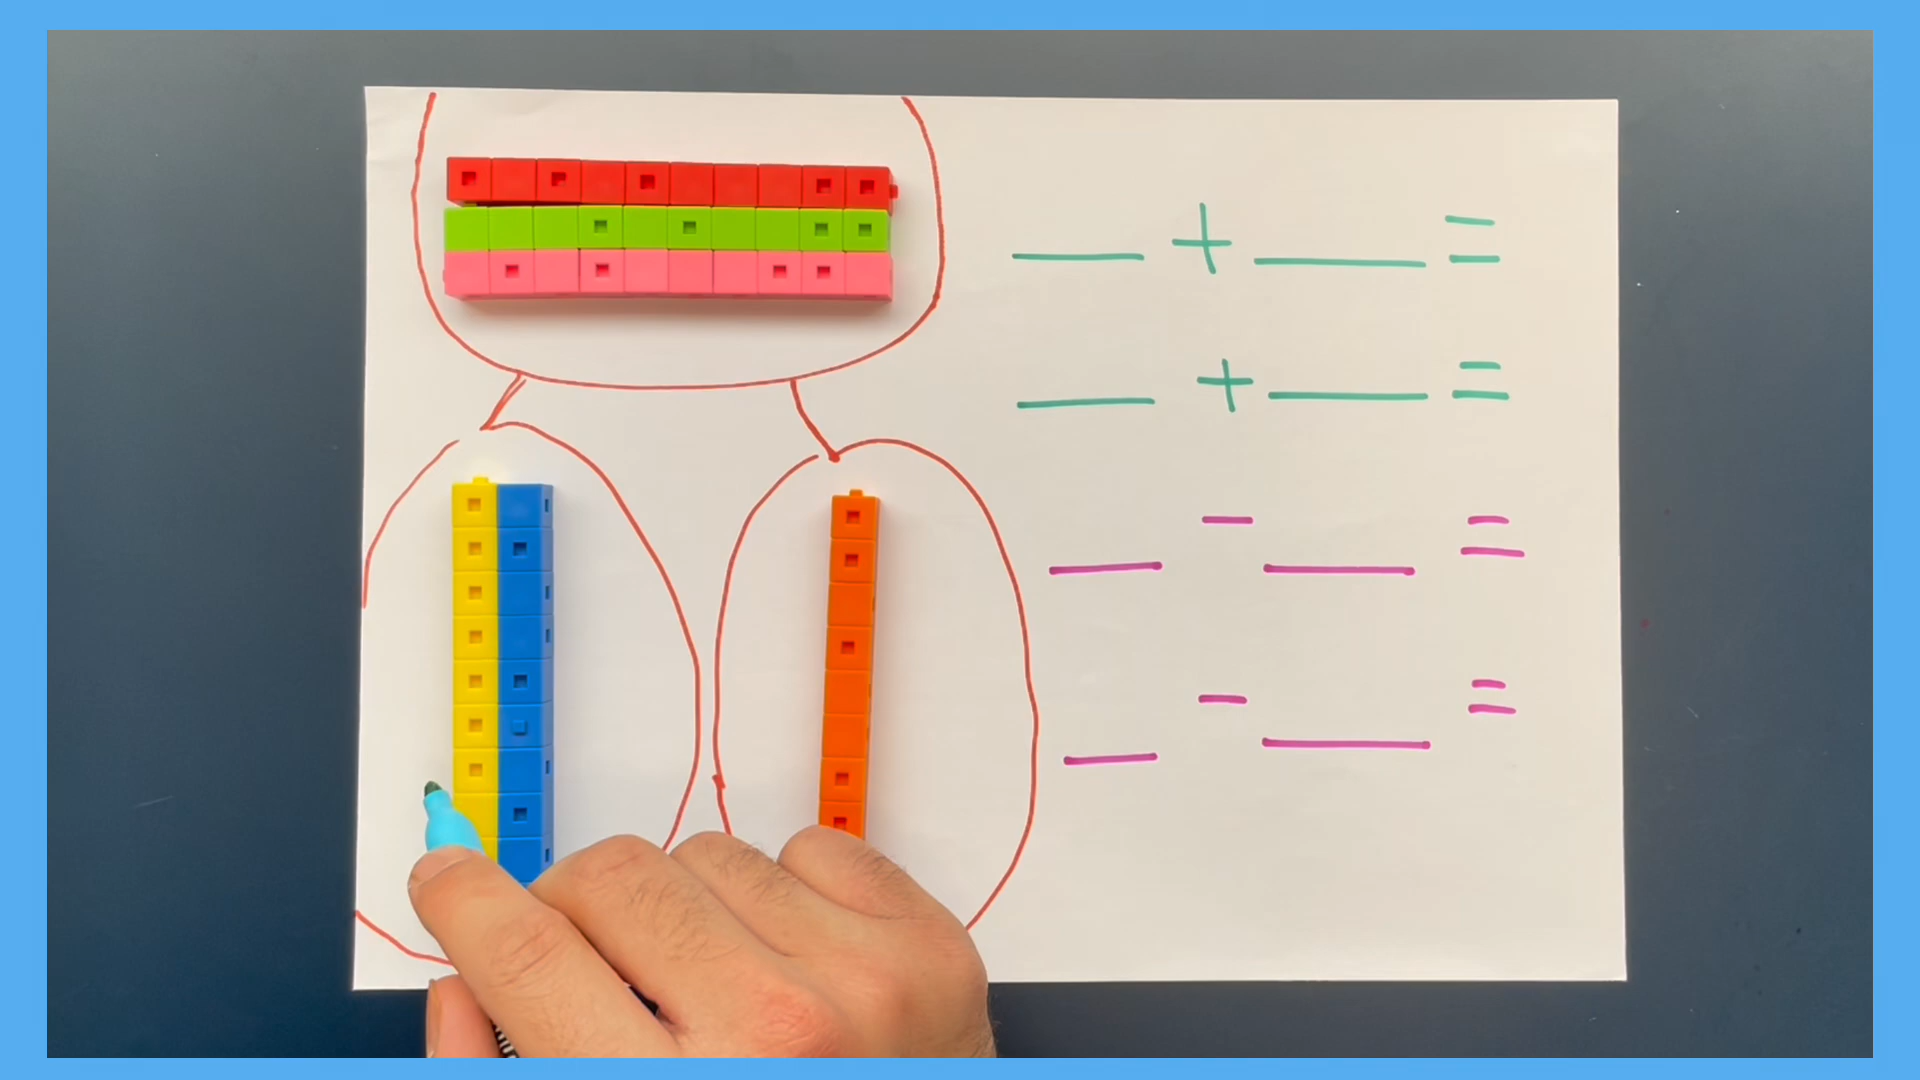 ___ + ___ =
___ + ___ =
___ - ___ =
___ - ___ =